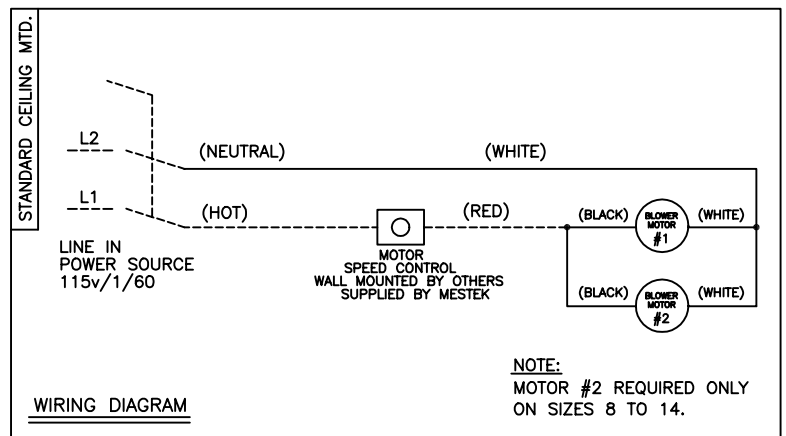 STANDARD CEILING MTD.
L2
(NEUTRAL)
(WHITE)
L1
(HOT)
(RED)
(BLACK)
BLOWER
MOTOR
#1
(WHITE)
LINE IN
POWER SOURCE
115v/1/60
MOTOR
SPEED CONTROL
WALL MOUNTED BY OTHERS
SUPPLIED BY MESTEK
(BLACK)
BLOWER
MOTOR
#2
(WHITE)
NOTE:
MOTOR #2 REQUIRED ONLY
ON SIZES 8 TO 14.
WIRING DIAGRAM